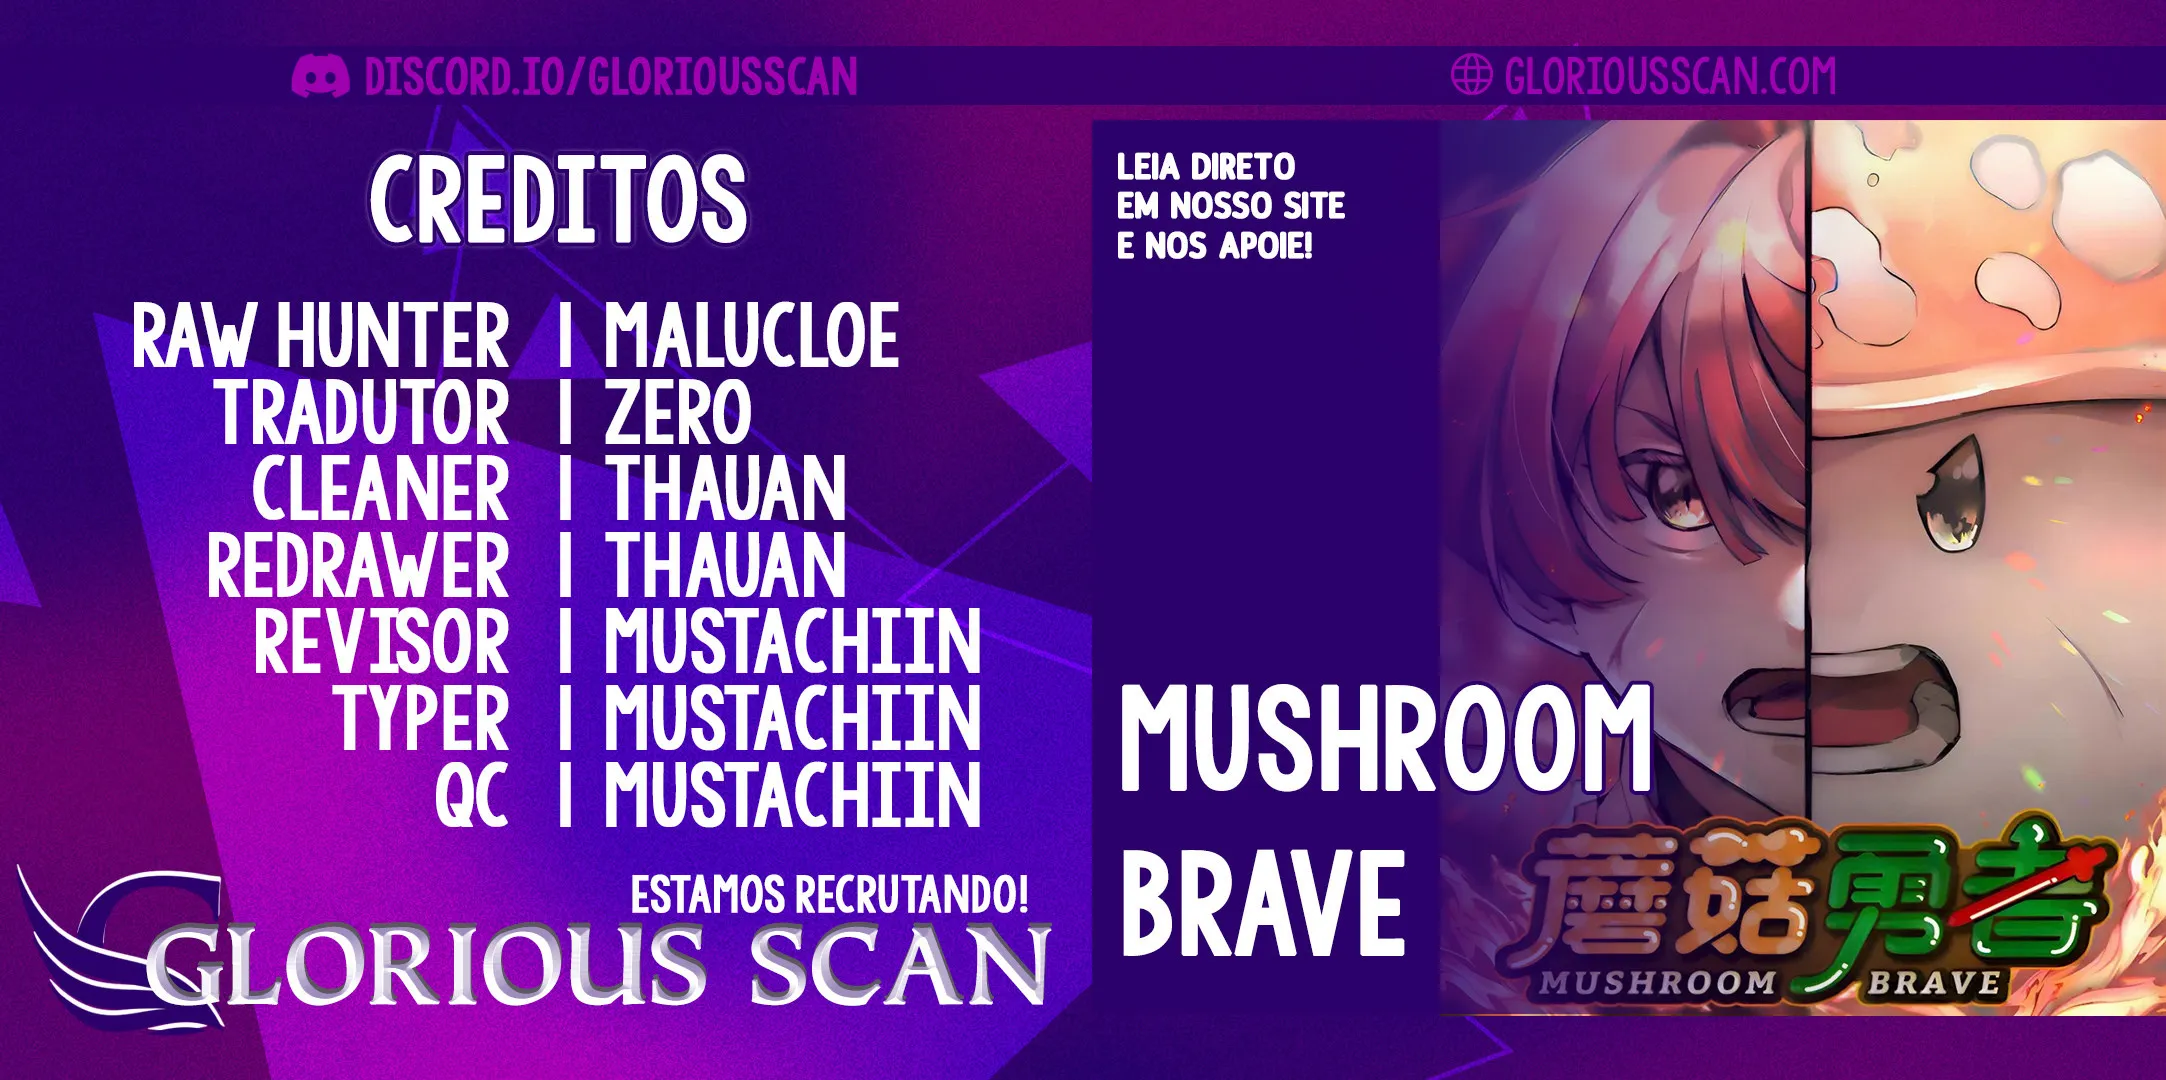 DISCORD.IO/GLORIOUSSCAN
GLORIOUSSCAN.COM
CREDITOS
RAW HUNTER | MALUCLOE
TRADUTOR | ZERO
CLEANER | THAUAN
REDRAWER | THAUAN
REVISOR | MUSTACHIIN
TYPER | MUSTACHIIN
QC | MUSTACHIIN
ESTAMOS RECRUTANDO!
GLORIOUS SCAN
LEIA DIRETO
EM NOSSO SITE
E NOS APOIE!
MUSHROOM
BRAVE
蘑菇勇者
MUSHROOM BRAVE